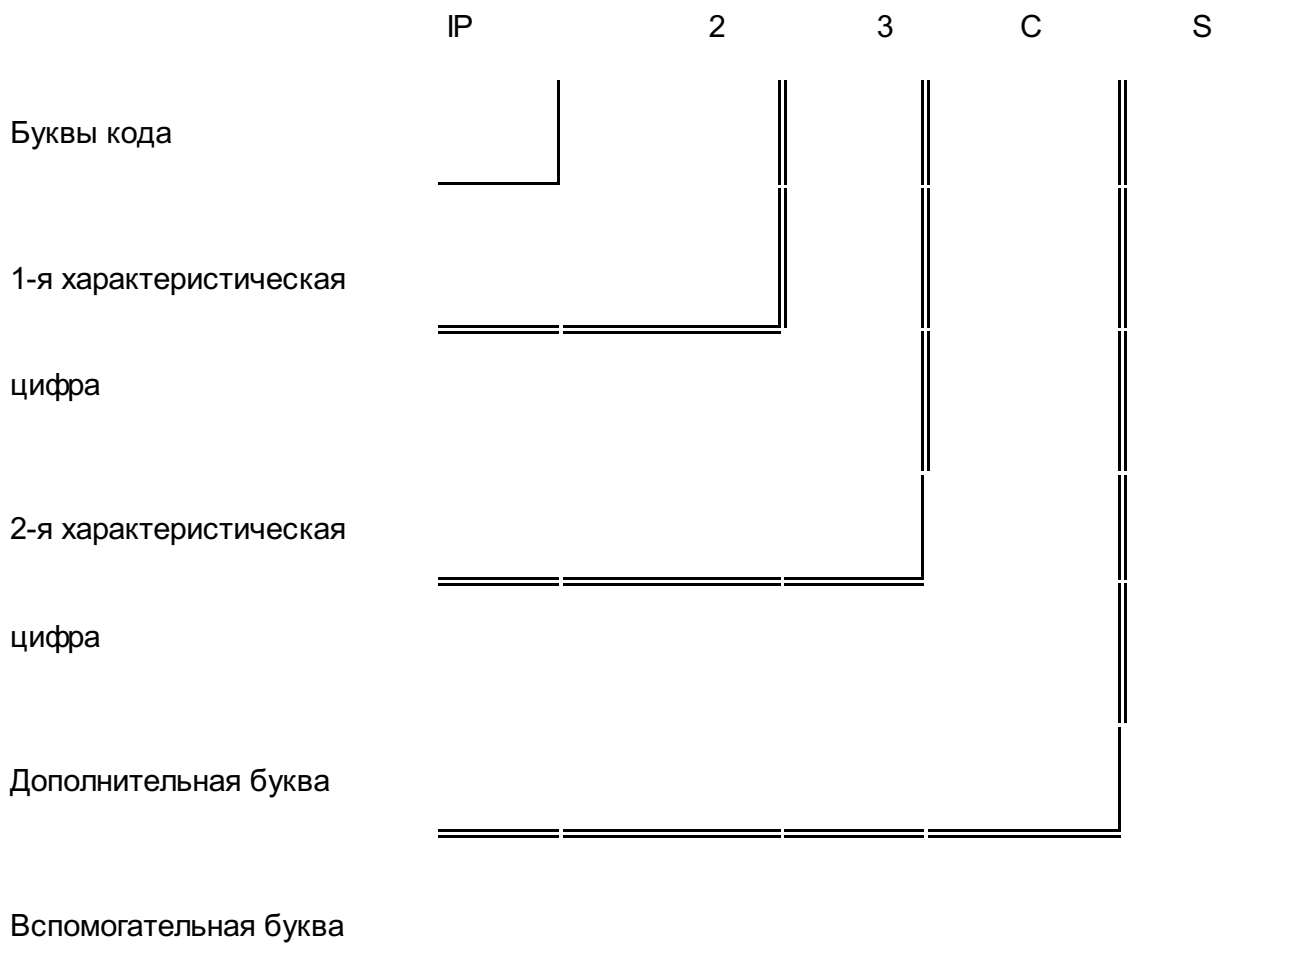 IP 2 3 C S
Буквы кода
1-я характеристическая
цифра
2-я характеристическая
цифра
Дополнительная буква
Вспомогательная буква